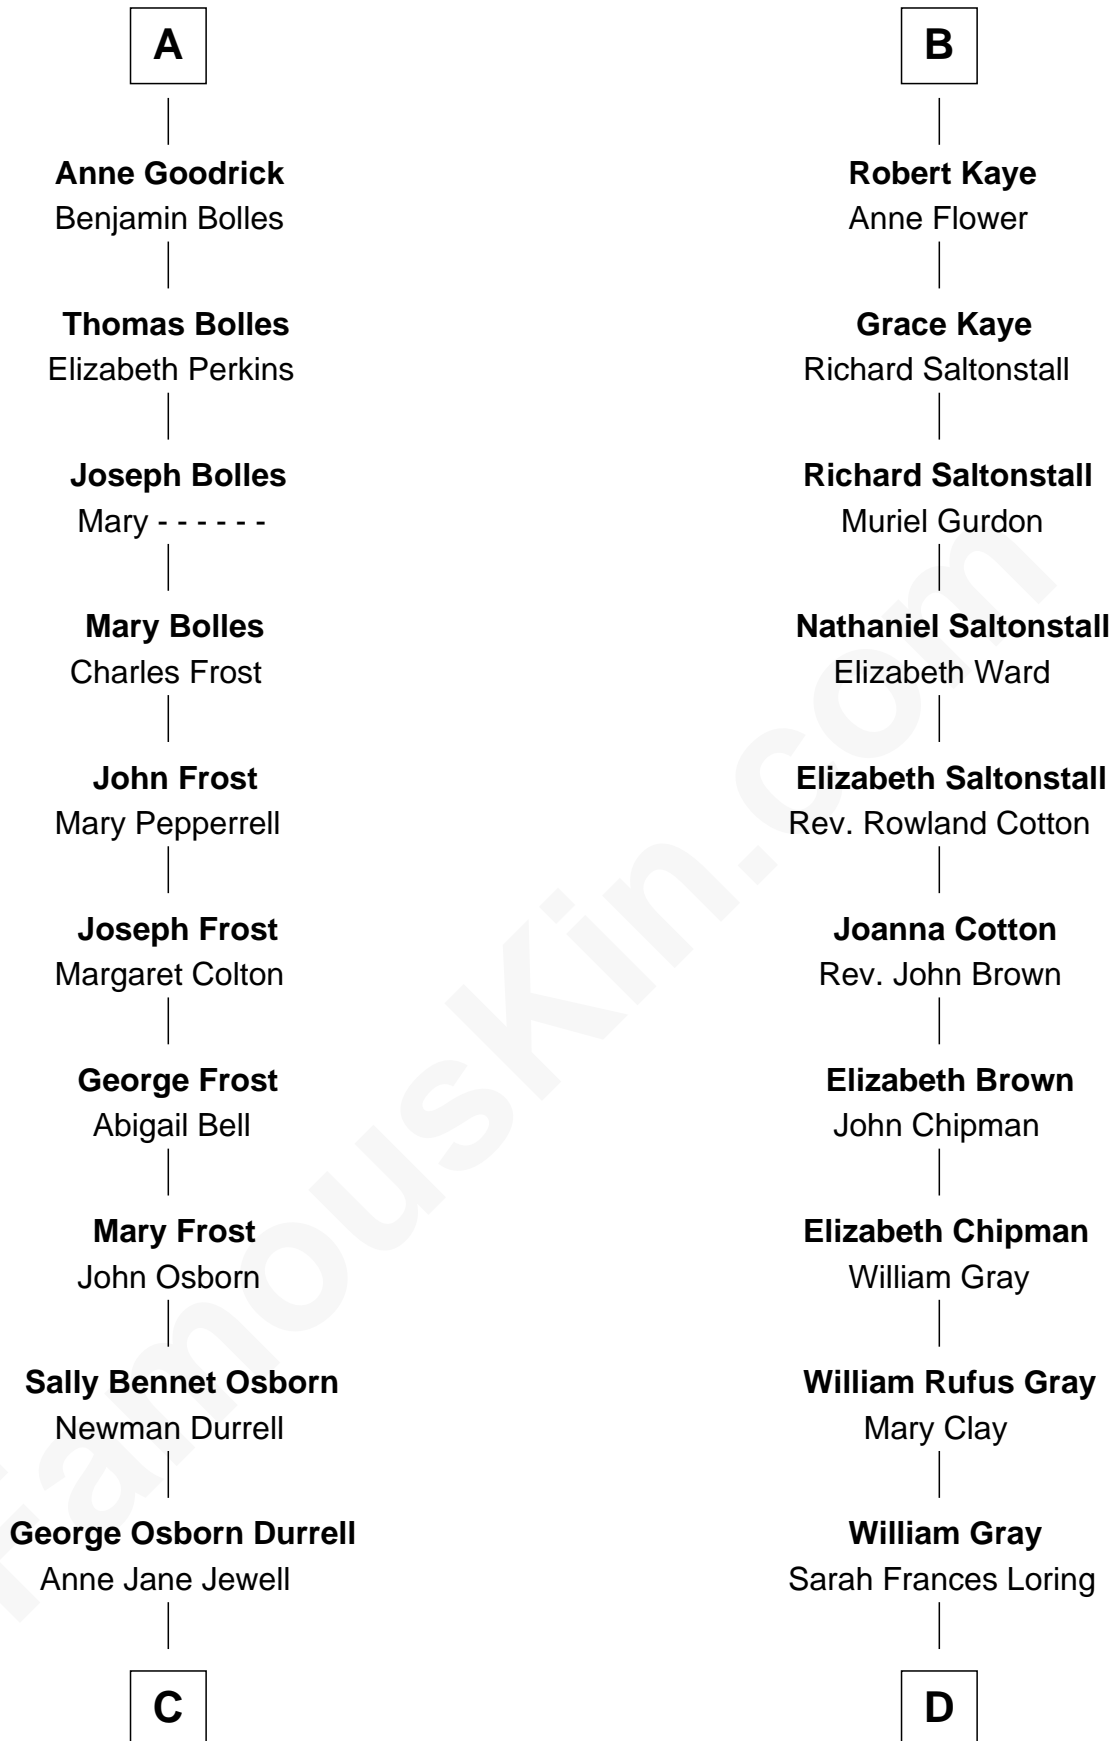 A
Anne Goodrick
Benjamin Bolles
Thomas Bolles
Elizabeth Perkins
Joseph Bolles
Mary - - - - - -
Mary Bolles
Charles Frost
John Frost
Mary Pepperrell
Joseph Frost
Margaret Colton
George Frost
Abigail Bell
Mary Frost
John Osborn
Sally Bennet Osborn
Newman Durrell
George Osborn Durrell
Anne Jane Jewell
C
B
Robert Kaye
Anne Flower
Grace Kaye
Richard Saltonstall
Richard Saltonstall
Muriel Gurdon
Nathaniel Saltonstall
Elizabeth Ward
Elizabeth Saltonstall
Rev. Rowland Cotton
Joanna Cotton
Rev. John Brown
Elizabeth Brown
John Chipman
Elizabeth Chipman
William Gray
William Rufus Gray
Mary Clay
William Gray
Sarah Frances Loring
D
FamousKin.com